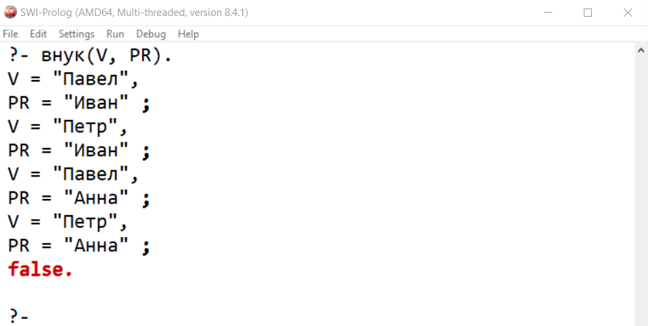 SWI-Prolog (AMD64, Multi-threaded, version 8.4.1)
File Edit Settings Run Debug Help
?- внук(V, PR).
V = "Павел",
PR = "Иван" ;
V = "Петр",
PR = "Иван" ;
V = "Павел",
PR = "Анна" ;
V = "Петр",
PR = "Анна" ;
false.
?-